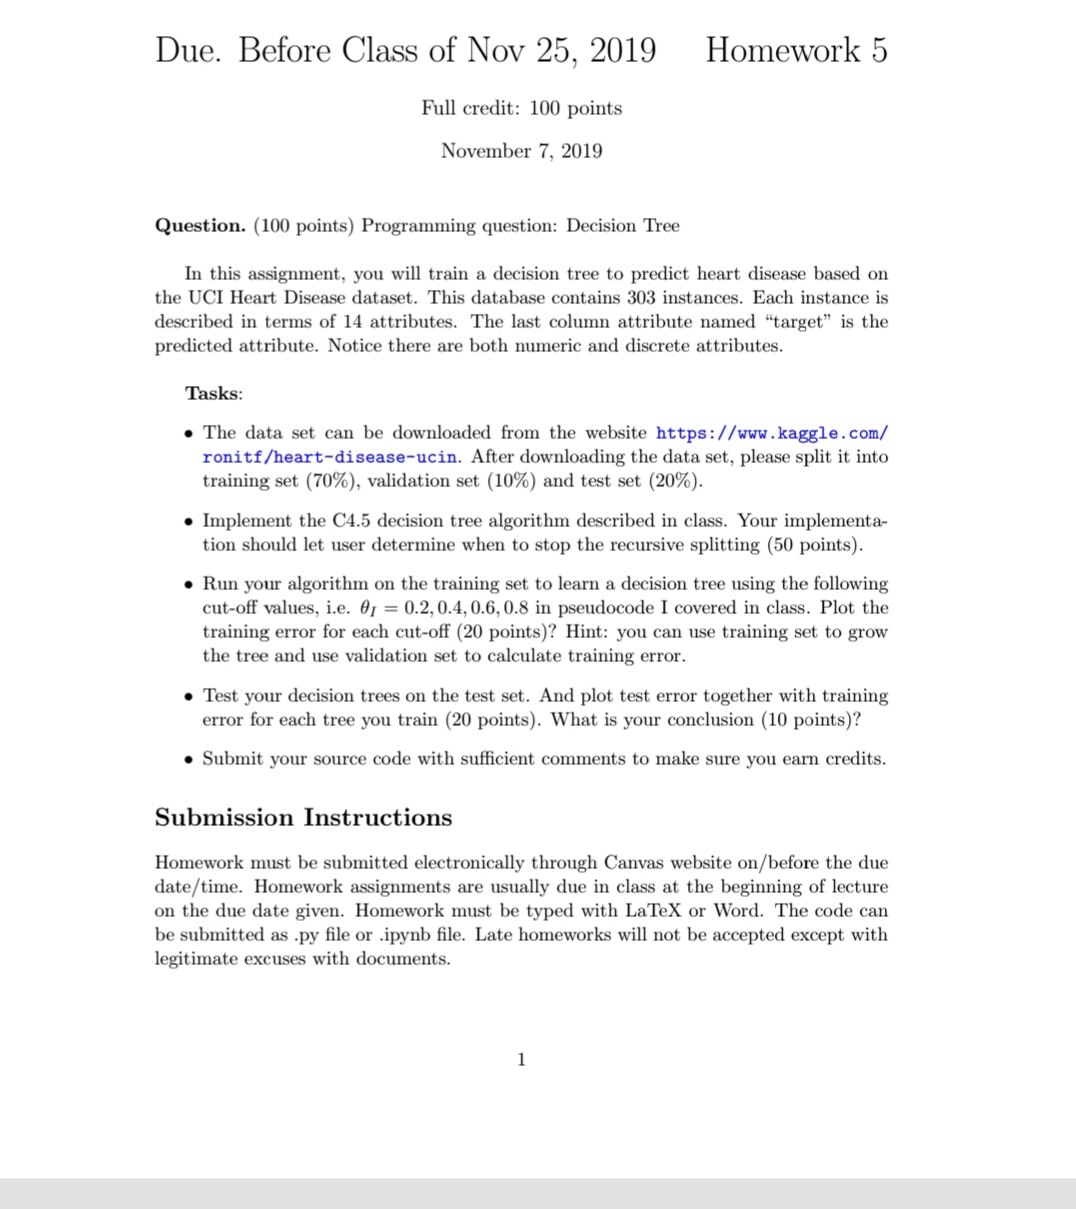 Due. Before Class of Nov 25, 2019 Homework 5
Full credit: 100 points
November 7, 2019
Question. (100 points) Programming question: Decision Tree
In this assignment, you will train a decision tree to predict heart disease based on
the UCI Heart Disease dataset. This database contains 303 instances. Each instance is
described in terms of 14 attributes. The last column attribute named “target” is the
predicted attribute. Notice there are both numeric and discrete attributes.
Tasks:
• The data set can be downloaded from the website https://www.kaggle.com/
ronitf/heart-disease-ucin. After downloading the data set, please split it into
training set (70%), validation set (10%) and test set (20%).
• Implement the C4.5 decision tree algorithm described in class. Your implementa-
tion should let user determine when to stop the recursive splitting (50 points).
• Run your algorithm on the training set to learn a decision tree using the following
cut-off values, i.e. θ_I = 0.2, 0.4, 0.6, 0.8 in pseudocode I covered in class. Plot the
training error for each cut-off (20 points)? Hint: you can use training set to grow
the tree and use validation set to calculate training error.
• Test your decision trees on the test set. And plot test error together with training
error for each tree you train (20 points). What is your conclusion (10 points)?
• Submit your source code with sufficient comments to make sure you earn credits.
Submission Instructions
Homework must be submitted electronically through Canvas website on/before the due
date/time. Homework assignments are usually due in class at the beginning of lecture
on the due date given. Homework must be typed with LaTeX or Word. The code can
be submitted as .py file or .ipynb file. Late homeworks will not be accepted except with
legitimate excuses with documents.
1